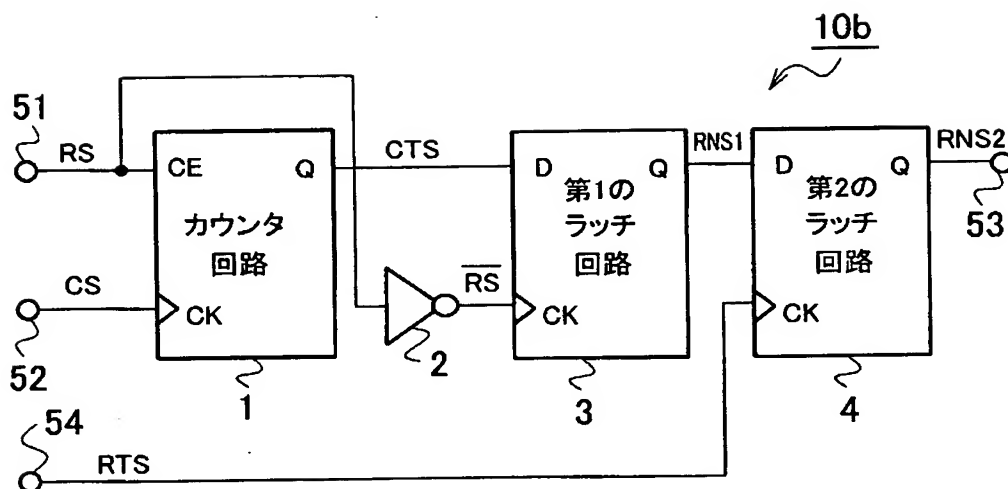 10b
51
RS
CE
Q
カウンタ
回路
CTS
D
Q
第1の
ラッチ
回路
RNS1
D
Q
第2の
ラッチ
回路
RNS2
53
CS
CK
RS
CK
CK
52
1
2
3
4
54
RTS